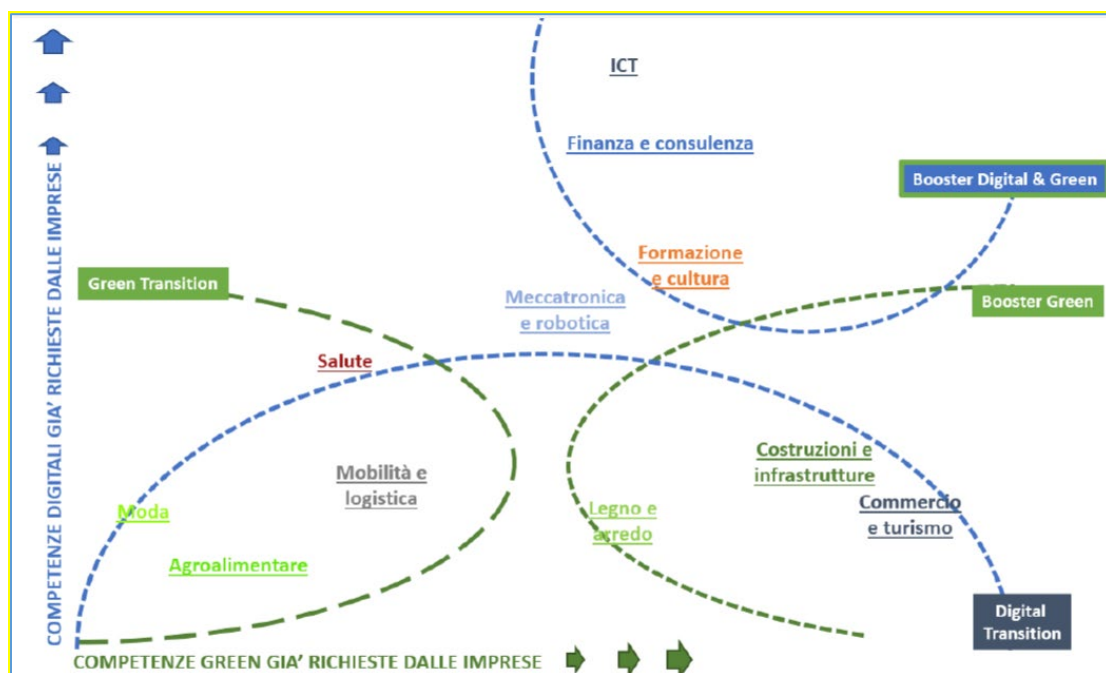 ICT
Finanza e consulenza
Booster Digital & Green
Formazione
e cultura
Green Transition
Meccatronica
e robotica
Booster Green
Salute
Costruzioni e
infrastrutture
Mobilità e
logistica
Commercio
e turismo
Moda
Legno e
arredo
Agroalimentare
Digital
Transition
COMPETENZE DIGITALI GIA' RICHIESTE DALLE IMPRESE
COMPETENZE GREEN GIA' RICHIESTE DALLE IMPRESE